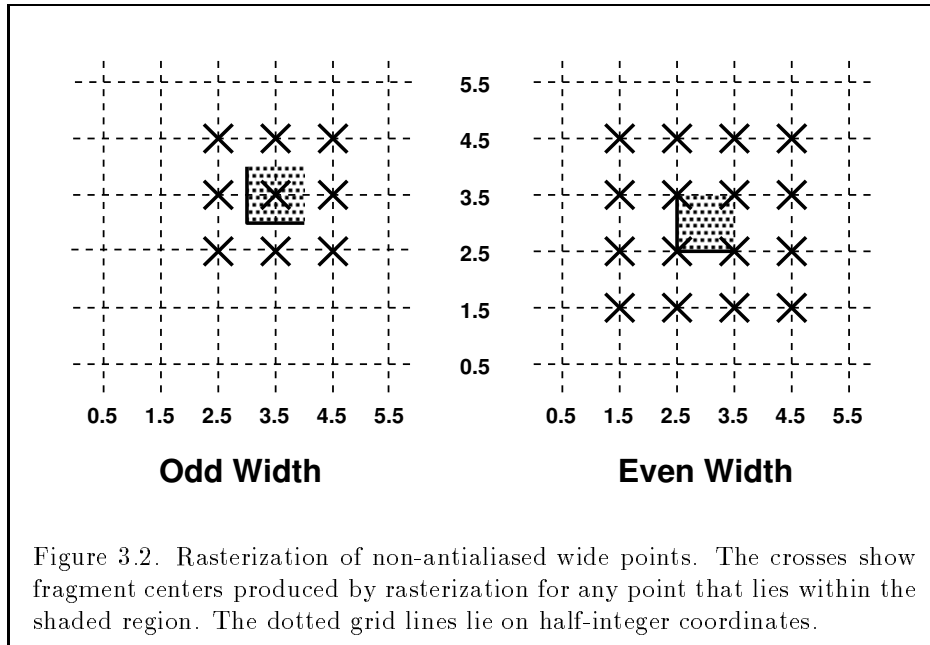 5.5
4.5
3.5
2.5
1.5
0.5
0.5 1.5 2.5 3.5 4.5 5.5
0.5 1.5 2.5 3.5 4.5 5.5
Odd Width
Even Width
Figure 3.2. Rasterization of non-antialiased wide points. The crosses show
fragment centers produced by rasterization for any point that lies within the
shaded region. The dotted grid lines lie on half-integer coordinates.